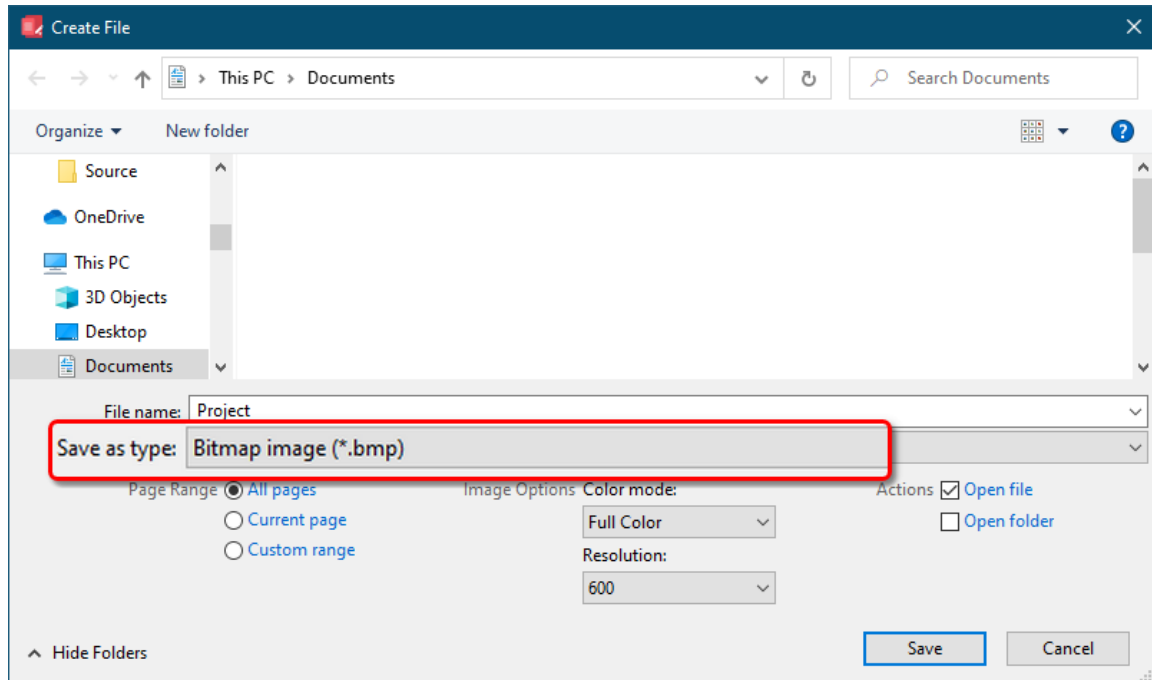 Create File
This PC > Documents
Search Documents
Organize
New folder
Source
OneDrive
This PC
3D Objects
Desktop
Documents
File name: Project
Save as type: Bitmap image (*.bmp)
Page Range All pages
Current page
Custom range
Image Options Color mode:
Full Color
Resolution:
600
Actions Open file
Open folder
Hide Folders
Save
Cancel